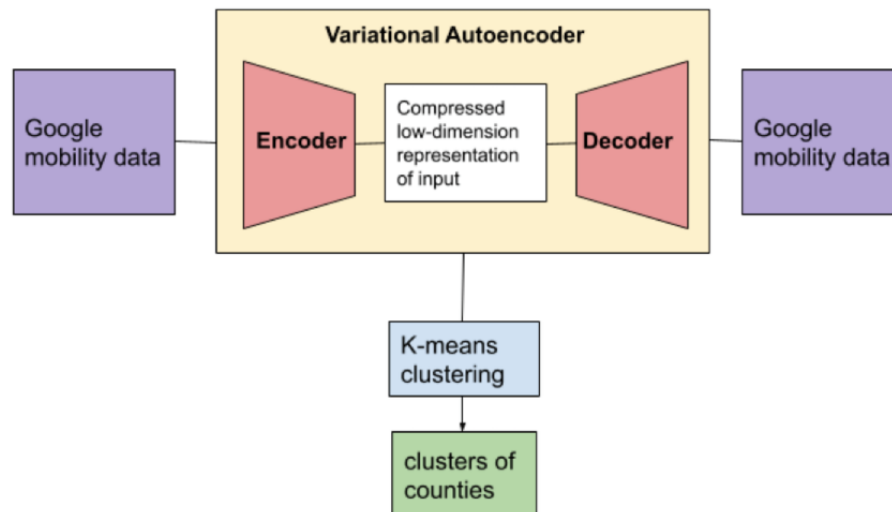 Variational Autoencoder
Google
mobility data
Encoder
Compressed
low-dimension
representation
of input
Decoder
Google
mobility data
K-means
clustering
clusters of
counties